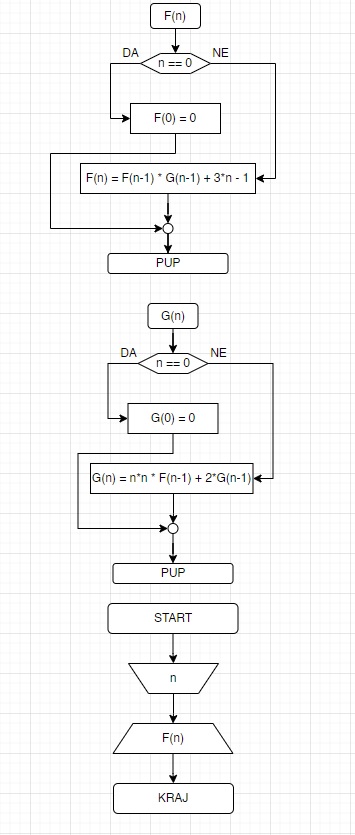 F(n)
DA
n == 0
NE
F(0) = 0
F(n) = F(n-1) * G(n-1) + 3*n - 1
PUP
G(n)
DA
n == 0
NE
G(0) = 0
G(n) = n*n * F(n-1) + 2*G(n-1)
PUP
START
n
F(n)
KRAJ